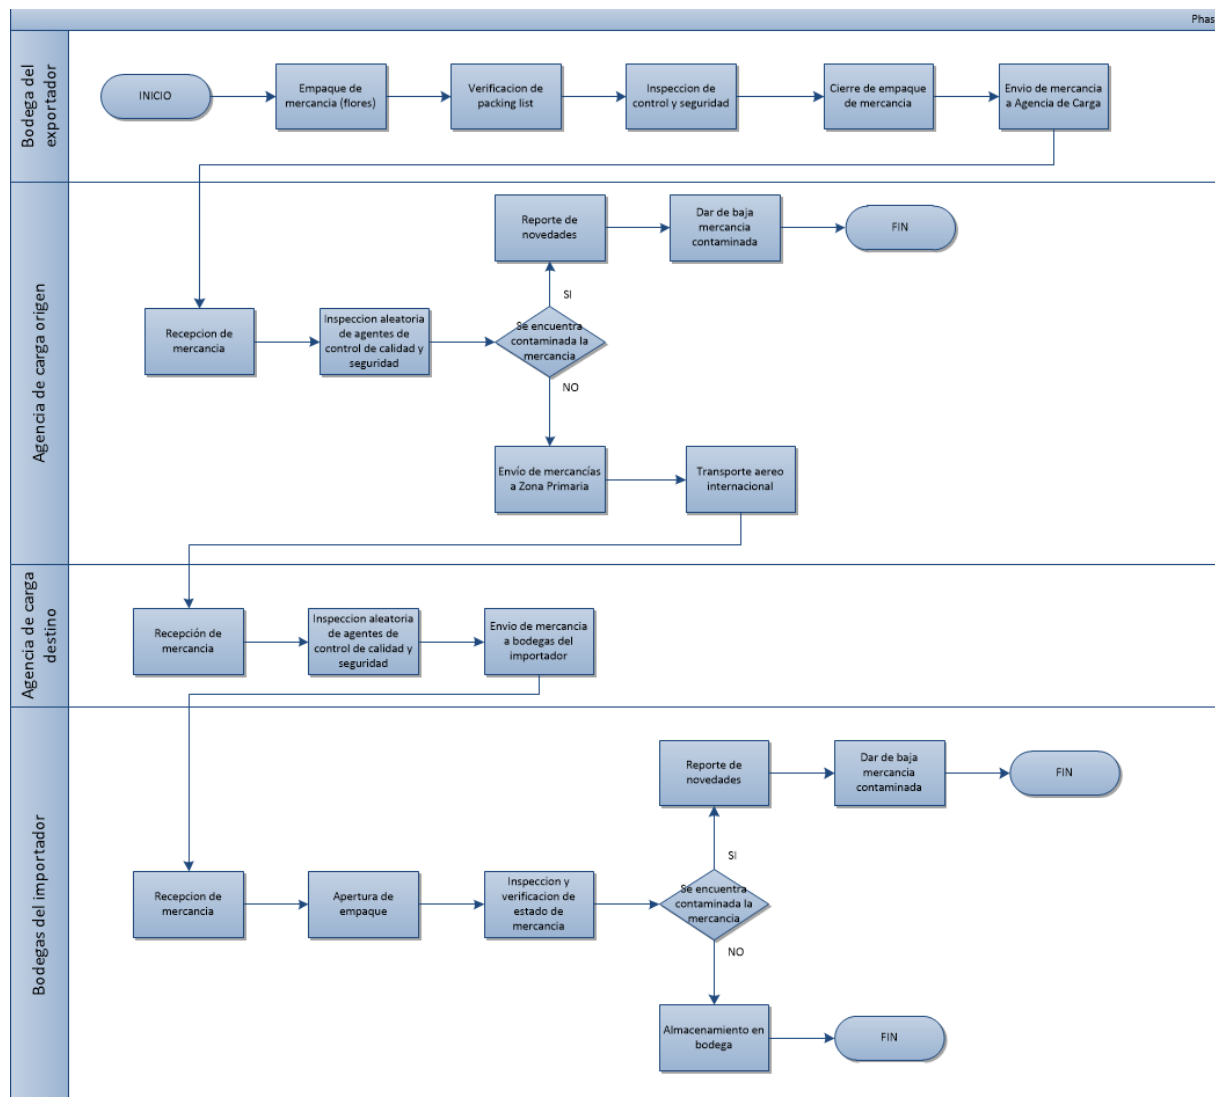 Phas
Bodega del
exportador
INICIO
Empaque de
mercancia (flores)
Verificacion de
packing list
Inspeccion de
control y seguridad
Cierre de empaque
de mercancia
Envio de mercancia
a Agencia de Carga
Agencia de carga origen
Reporte de
novedades
Dar de baja
mercancia
contaminada
FIN
SI
Recepcion de
mercancia
Inspeccion aleatoria
de agentes de
control de calidad y
seguridad
Se encuentra
contaminada la
mercancia
NO
Envío de mercancías
a Zona Primaria
Transporte aereo
internacional
Agencia de carga
destino
Recepción de
mercancia
Inspeccion aleatoria
de agentes de
control de calidad y
seguridad
Envio de mercancia
a bodegas del
importador
Bodegas del importador
Reporte de
novedades
Dar de baja
mercancia
contaminada
FIN
SI
Recepcion de
mercancia
Apertura de
empaque
Inspeccion y
verificacion de
estado de
mercancia
Se encuentra
contaminada la
mercancia
NO
Almacenamiento en
bodega
FIN